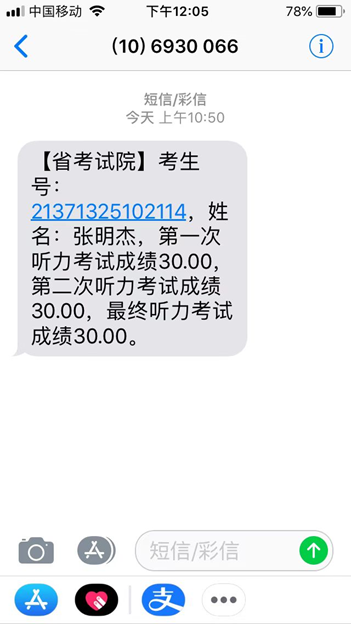 中国移动 下午12:05 78%
(10) 6930 066
短信/彩信
今天 上午10:50
【省考试院】考生
号：
21371325102114，姓
名：张明杰，第一次
听力考试成绩30.00，
第二次听力考试成绩
30.00，最终听力考试
成绩30.00。
短信/彩信
支